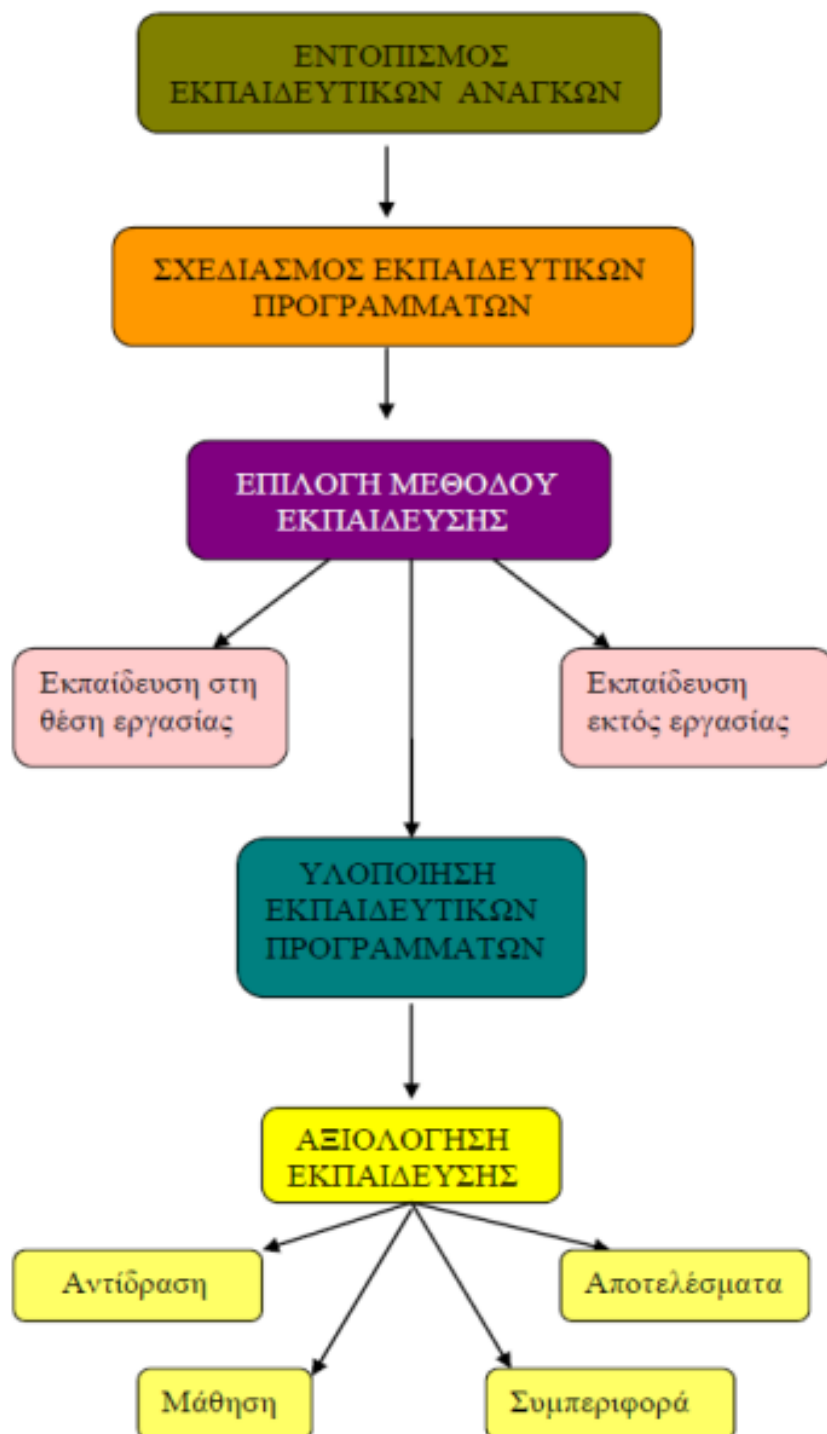 ΕΝΤΟΠΙΣΜΟΣ
ΕΚΠΑΙΔΕΥΤΙΚΩΝ ΑΝΑΓΚΩΝ
ΣΧΕΔΙΑΣΜΟΣ ΕΚΠΑΙΔΕΥΤΙΚΩΝ
ΠΡΟΓΡΑΜΜΑΤΩΝ
ΕΠΙΛΟΓΗ ΜΕΘΟΔΟΥ
ΕΚΠΑΙΔΕΥΣΗΣ
Εκπαίδευση στη
θέση εργασίας
Εκπαίδευση
εκτός εργασίας
ΥΛΟΠΟΙΗΣΗ
ΕΚΠΑΙΔΕΥΤΙΚΩΝ
ΠΡΟΓΡΑΜΜΑΤΩΝ
ΑΞΙΟΛΟΓΗΣΗ
ΕΚΠΑΙΔΕΥΣΗΣ
Αντίδραση
Αποτελέσματα
Μάθηση
Συμπεριφορά